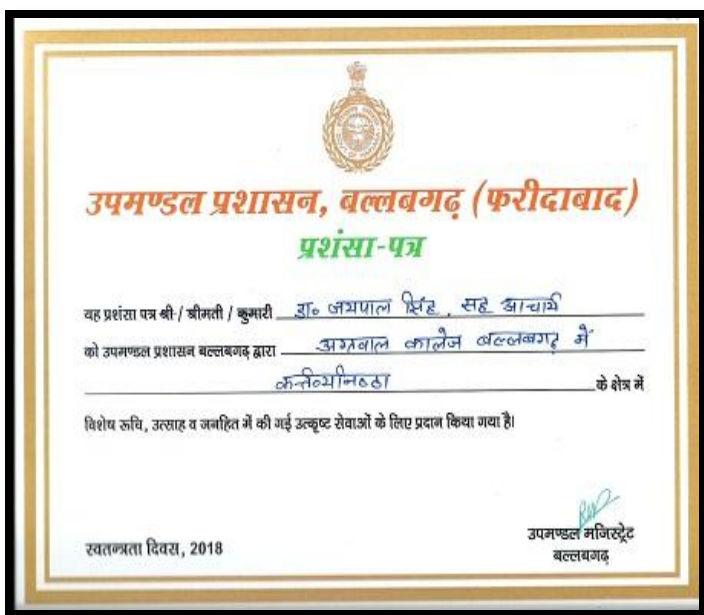 उपमण्डल प्रशासन, बल्लबगढ़ (फरीदाबाद)
प्रशंसा-पत्र
यह प्रशंसा पत्र श्री / श्रीमती / कुमारी डा० जयपाल सिंह, सह आचार्य
को उपमण्डल प्रशासन बल्लबगढ़ द्वारा अग्रवाल कालेज बल्लबगढ़ में
कर्त्तव्यनिष्ठा के क्षेत्र में
विशेष रूचि, उत्साह व जनहित में की गई उत्कृष्ट सेवाओं के लिए प्रदान किया गया है।
उपमण्डल मजिस्ट्रेट
स्वतन्त्रता दिवस, 2018
बल्लबगढ़